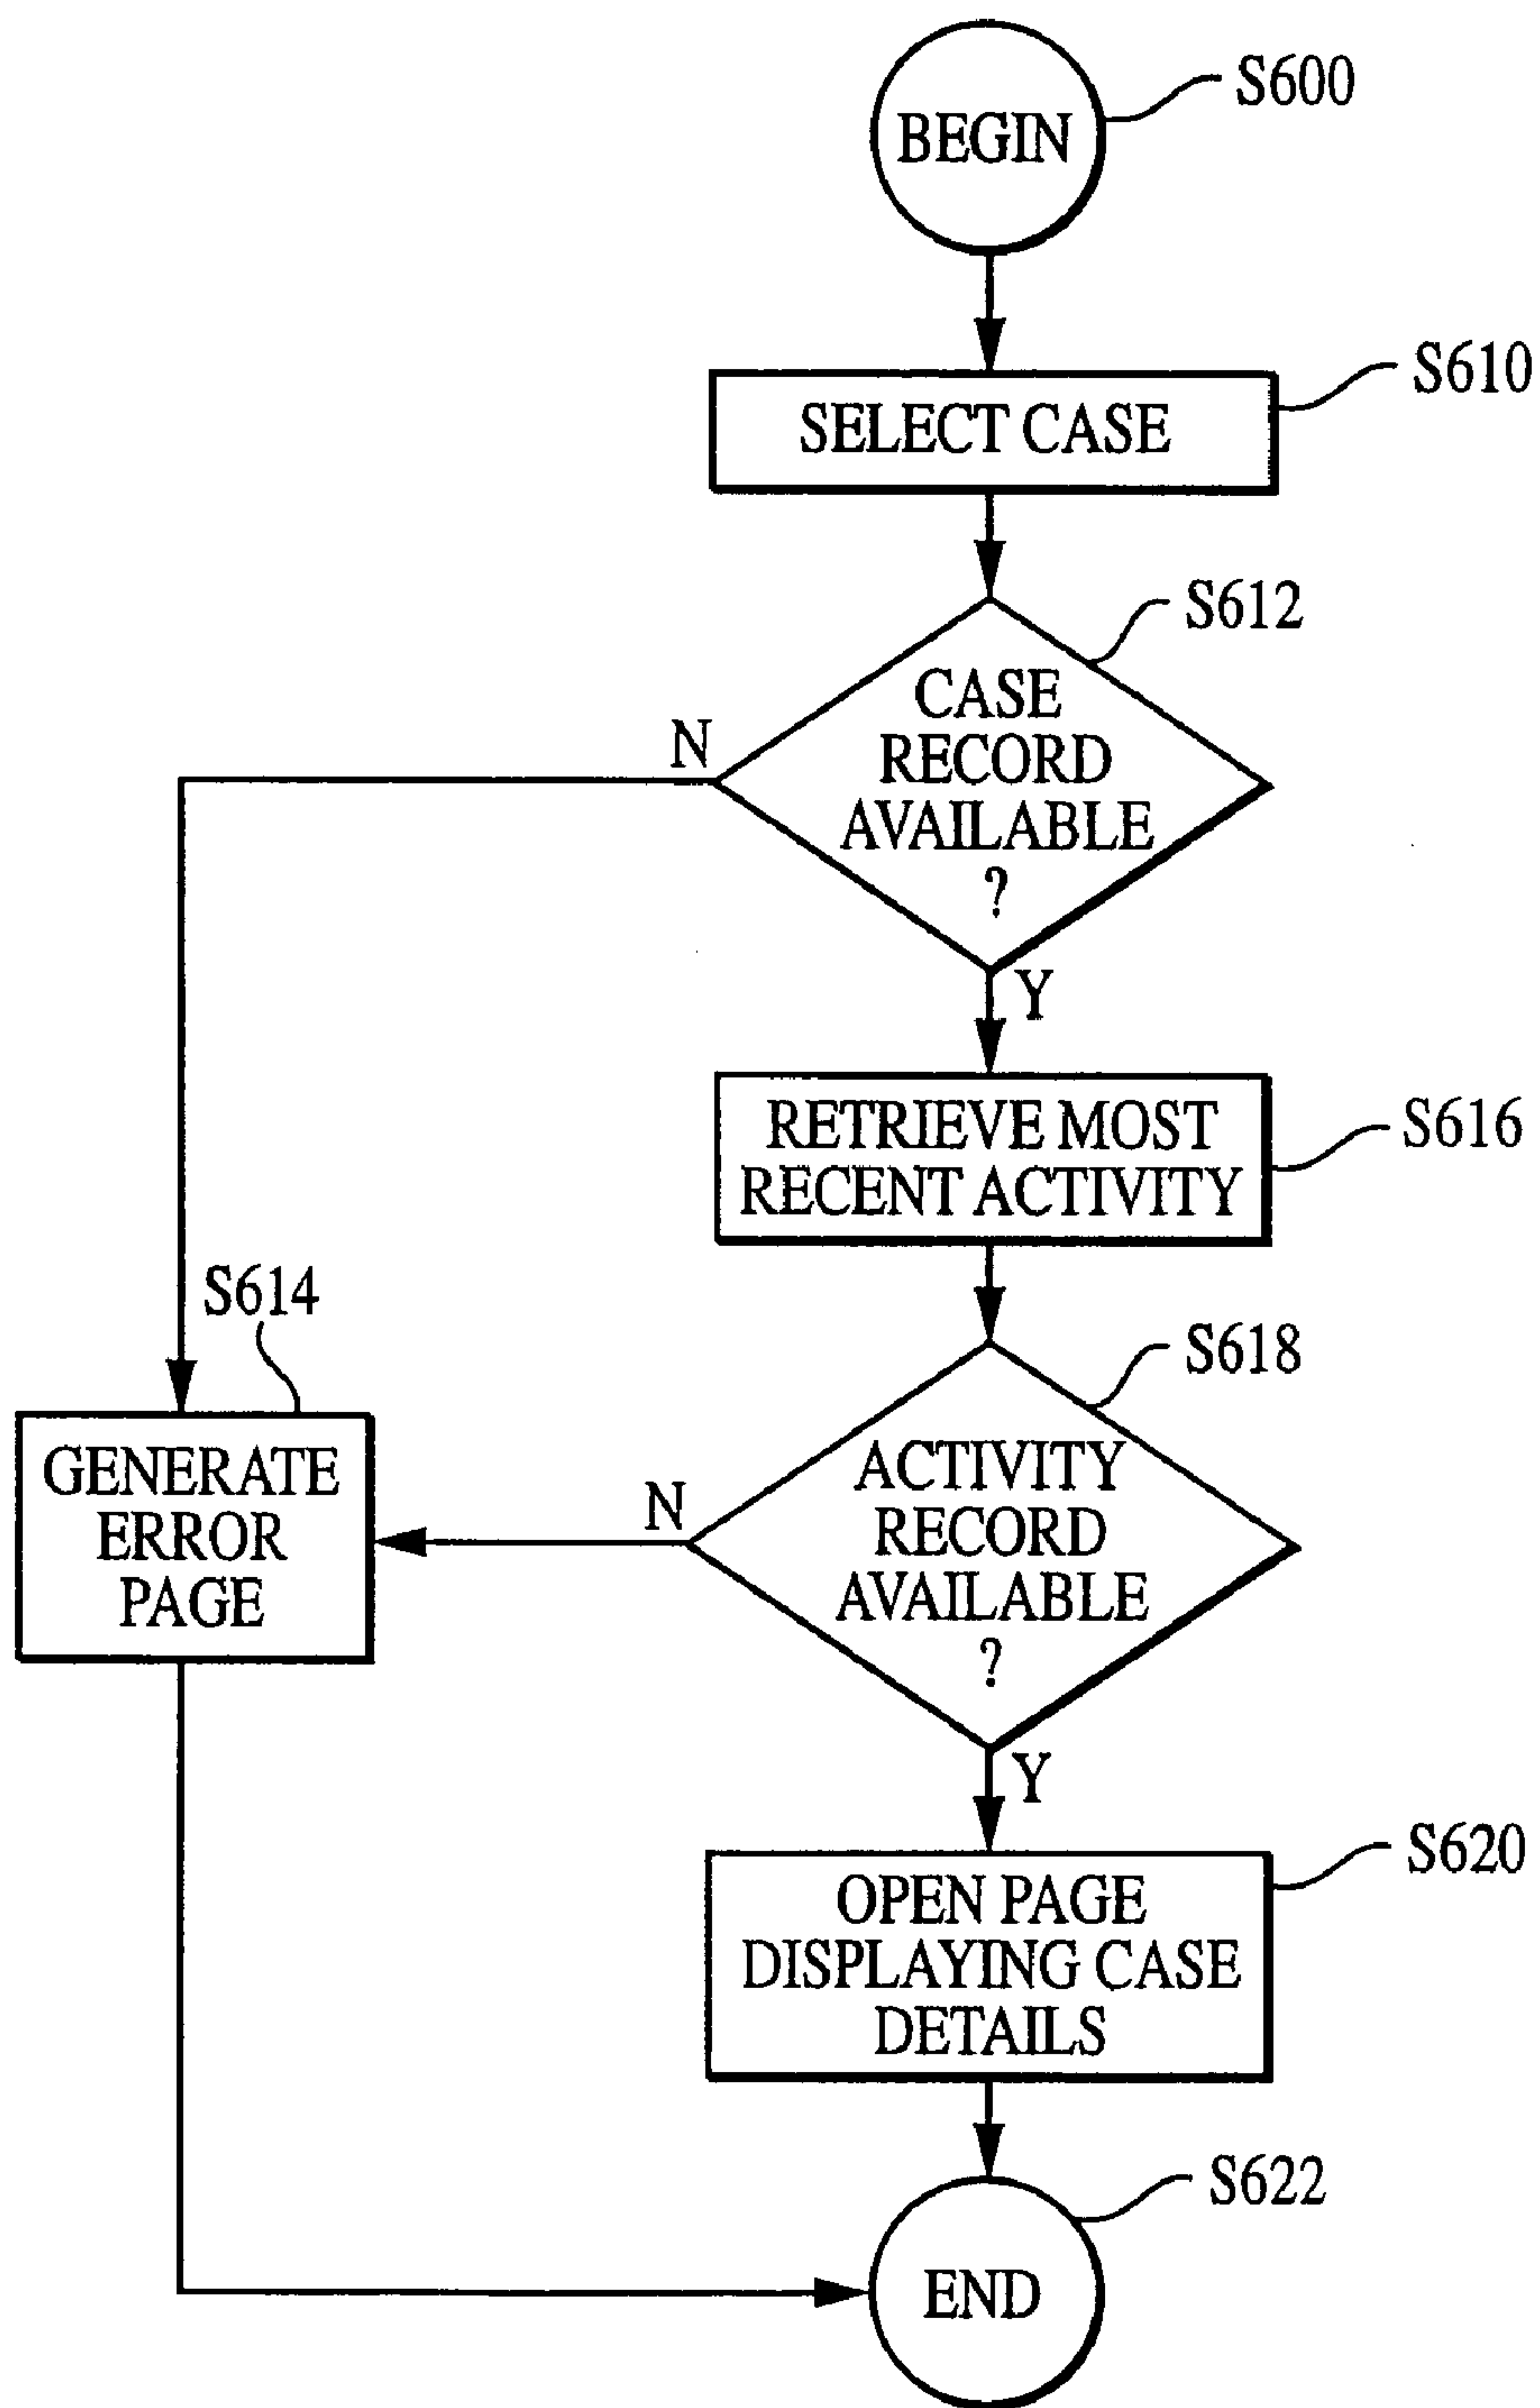 S600
BEGIN
S610
SELECT CASE
S612
CASE
RECORD
AVAILABLE
?
N
Y
RETRIEVE MOST
RECENT ACTIVITY
S616
S614
GENERATE
ERROR
PAGE
S618
ACTIVITY
RECORD
AVAILABLE
?
N
Y
S620
OPEN PAGE
DISPLAYING CASE
DETAILS
S622
END